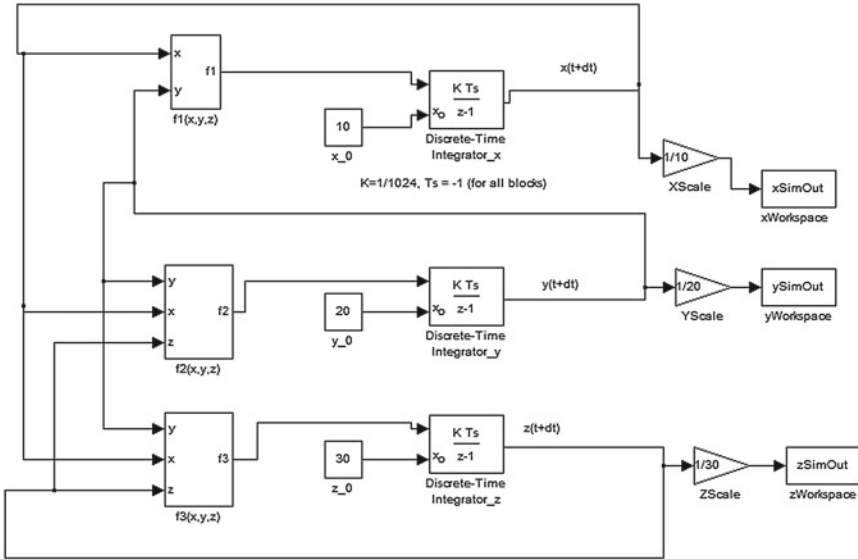 x
y
f1
f1(x,y,z)
10
x_0
K Ts
z-1
xo
Discrete-Time
Integrator_x
x(t+dt)
K=1/1024, Ts = -1 (for all blocks)
1/10
XScale
xSimOut
xWorkspace
y
x
z
f2
f2(x,y,z)
20
y_0
K Ts
z-1
xo
Discrete-Time
Integrator_y
y(t+dt)
1/20
YScale
ySimOut
yWorkspace
y
x
z
f3
f3(x,y,z)
30
z_0
K Ts
z-1
xo
Discrete-Time
Integrator_z
z(t+dt)
1/30
ZScale
zSimOut
zWorkspace